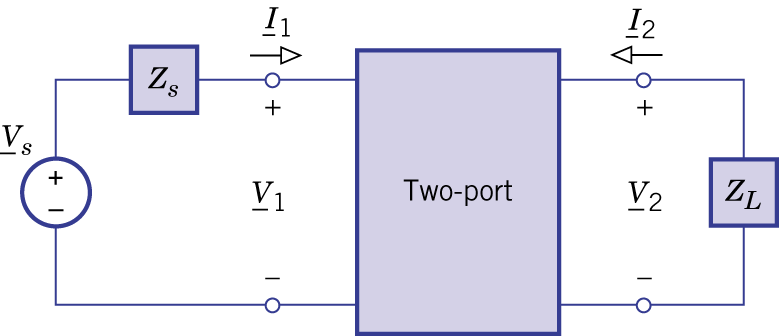 I1
I2
Zs
+
+
Vs
+
−
V1
Two-port
V2
ZL
−
−